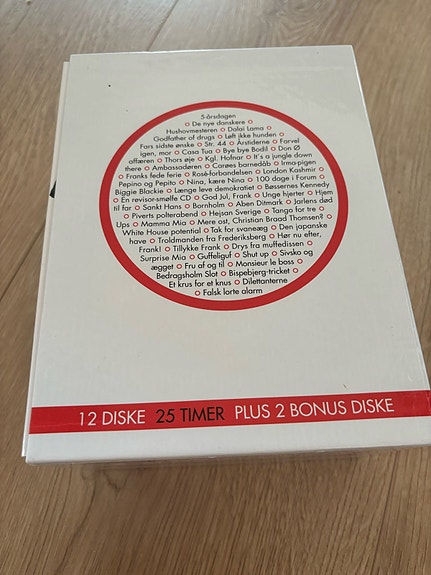 5-årsdagen
o De nye danskere o
Hushovmesteren o Dalai Lama o
Godfather of drugs o Løft ikke hunden o
Fars sidste ønske o Str. 44 o Årstiderne o Farvel
igen, mor o Casa Tua o Bye bye Bodil o Don Ø
affæren o Thors øje o Kgl. Hofnar o It´s a jungle down
there o Ambassadøren o Carøes barnedåb o Irma-pigen
o Franks fede ferie o Rosé-forbandelsen o London Kashmir o
Pepino og Pepito o Nina, kære Nina o 100 dage i Forum o
Biggie Blackie o Længe leve demokratiet o Bøssernes Kennedy
o En revisor-smølfe CD o God Jul, Frank o Unge hjerter o Hjem
til far o Sankt Hans o Bornholm o Aben Ditmark o Jarlens død
o Piverts polterabend o Hejsan Sverige o Tango for tre o
Ups o Mamma Mia o Mere ost, Christian Braad Thomsen? o
White House potential o Tak for svaneæg o Den japanske
have o Troldmanden fra Frederiksberg o Hør nu efter,
Frank! o Tillykke Frank o Drys fra muffedissen o
Surprise Mia o Guffeliguf o Shut up o Sivsko og
ægget o Fru af og til o Monsieur le boss o
Bedragsholm Slot o Bispebjerg-tricket o
Et krus for et knus o Dilettanterne
o Falsk lorte alarm
12 DISKE 25 TIMER PLUS 2 BONUS DISKE